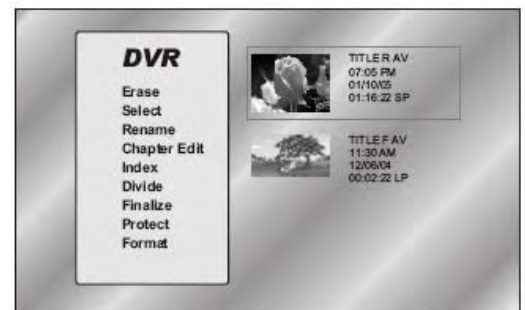 DVR
Erase
Select
Rename
Chapter Edit
Index
Divide
Finalize
Protect
Format
TITLE R AV
07:05 PM
01/10/05
01:16:22 SP
TITLE F AV
11:30 AM
12/06/04
00:02:22 LP